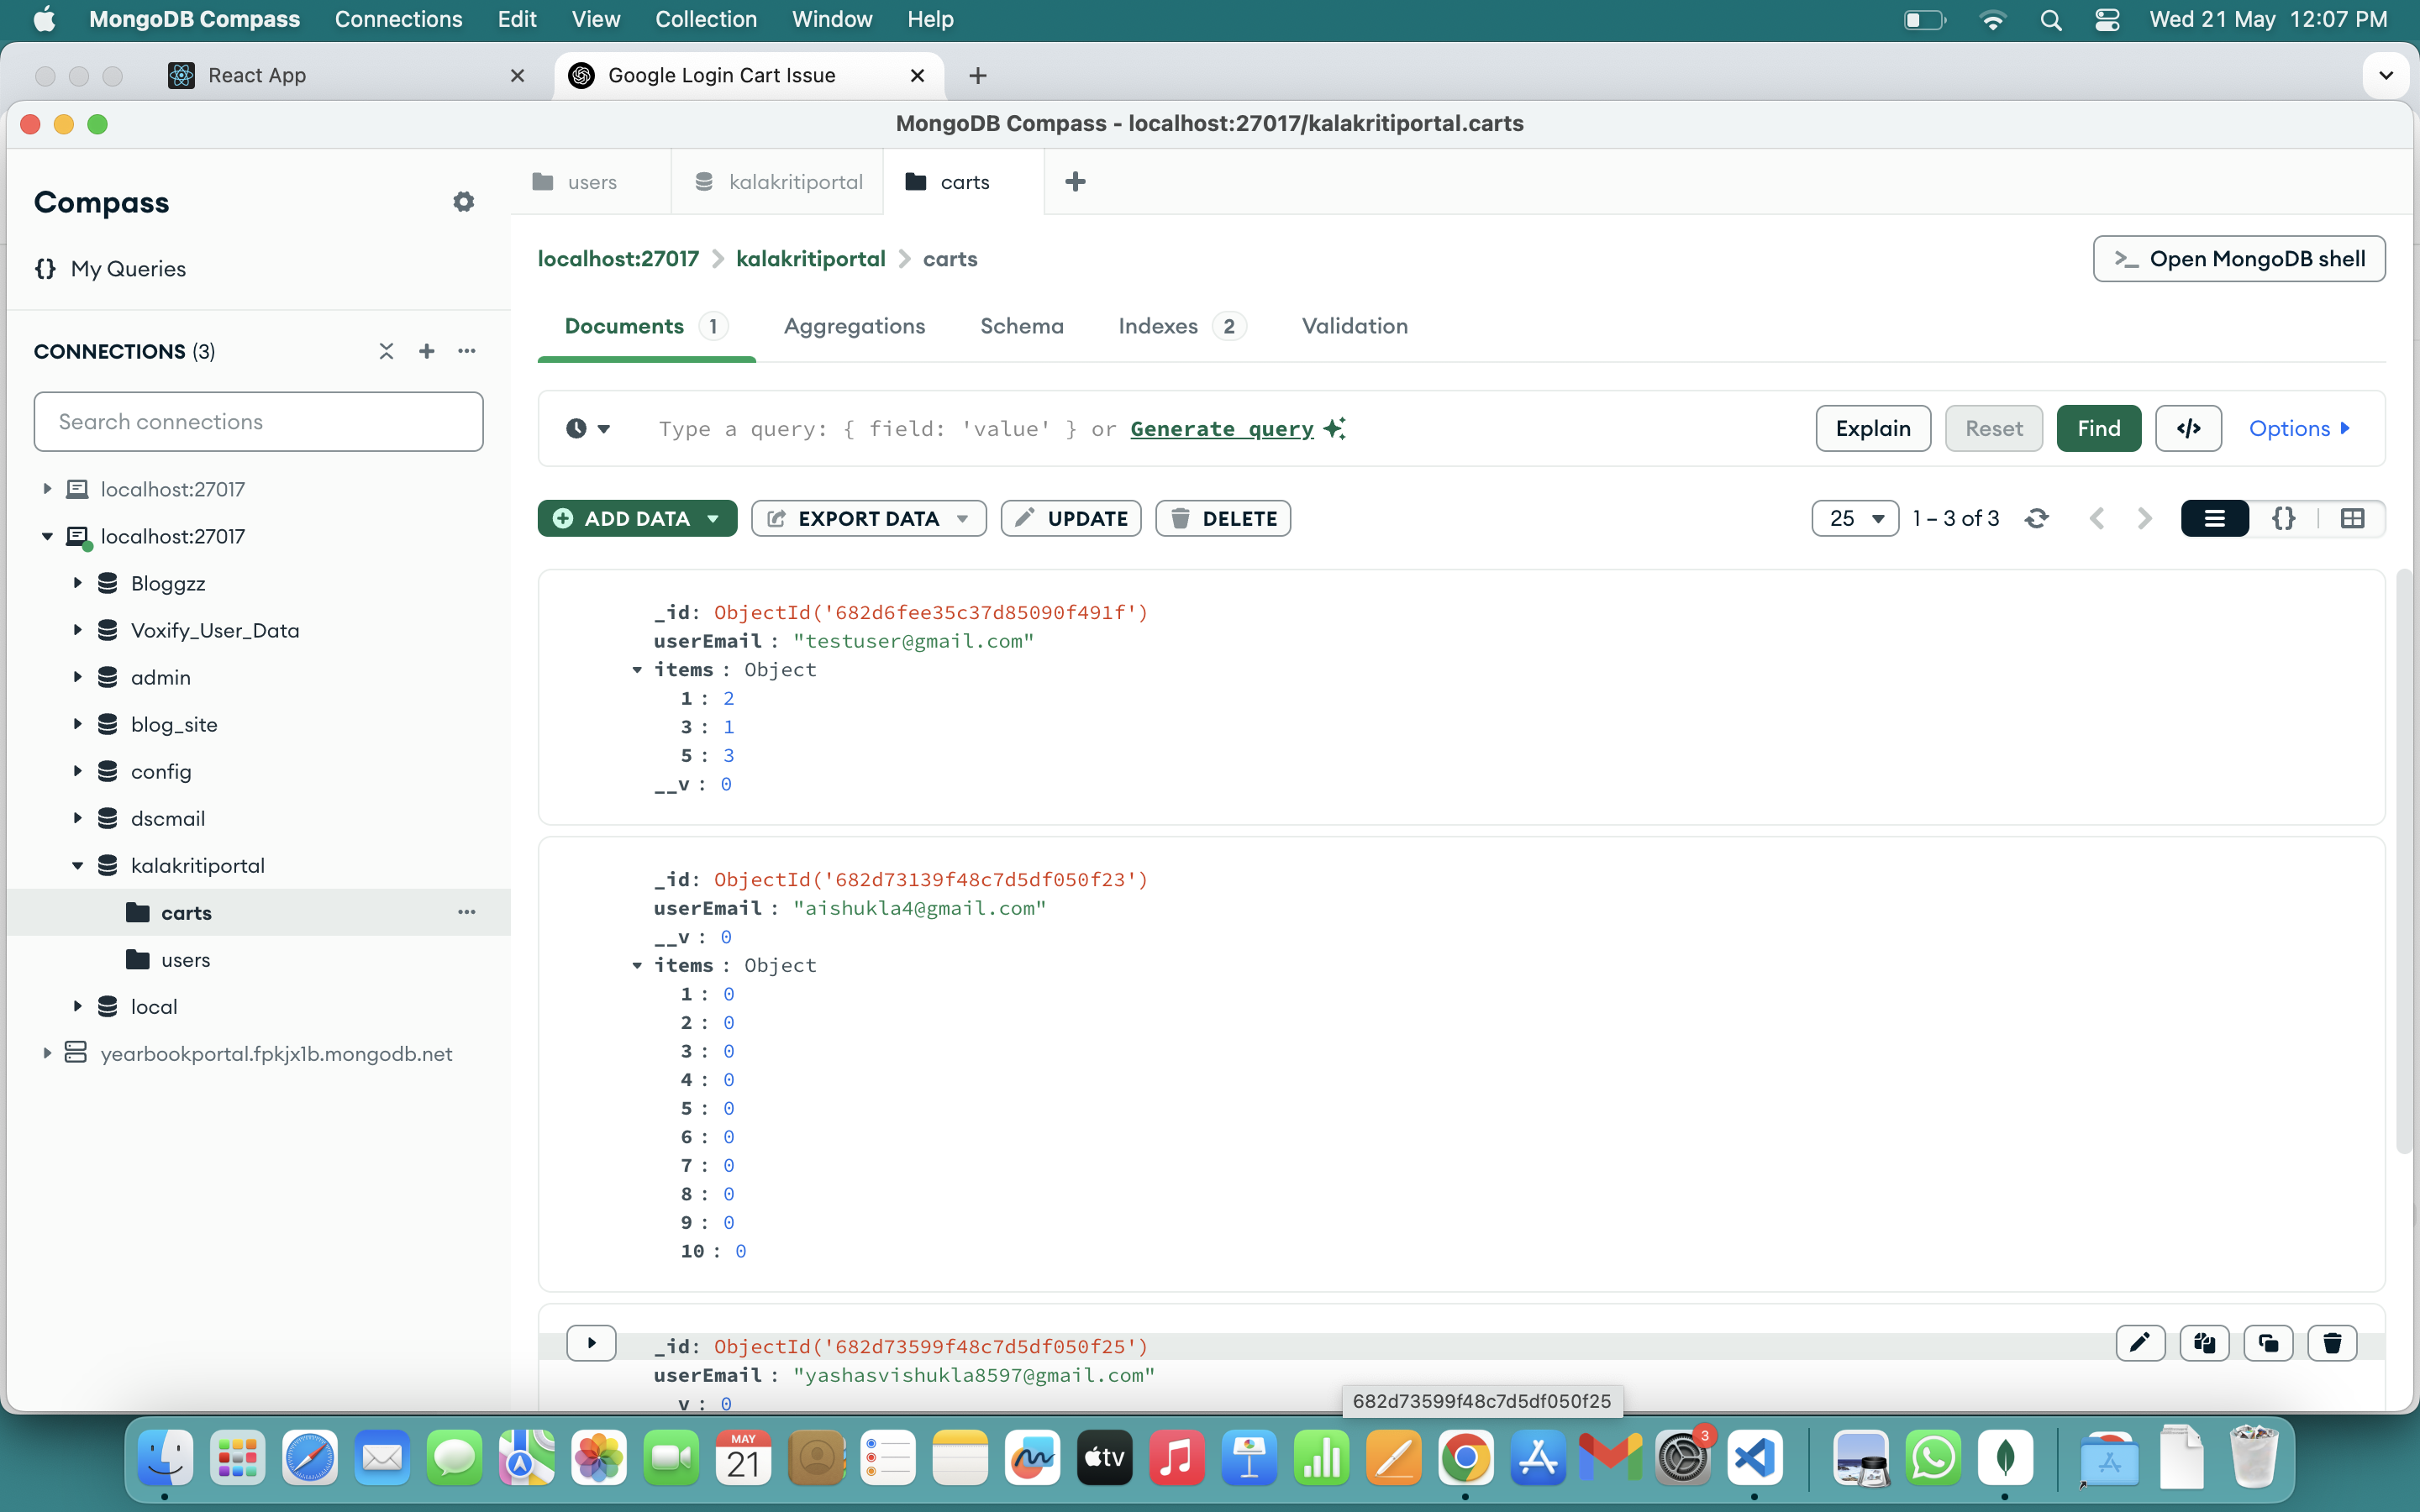 MongoDB Compass Connections Edit View Collection Window Help Wed 21 May 12:07 PM
React App Google Login Cart Issue
MongoDB Compass - localhost:27017/kalakritiportal.carts
Compass
{} My Queries
CONNECTIONS (3)
Search connections
localhost:27017
localhost:27017
Bloggzz
Voxify_User_Data
admin
blog_site
config
dscmail
kalakritiportal
carts
users
local
yearbookportal.fpkjx1b.mongodb.net
users kalakritiportal carts
localhost:27017 > kalakritiportal > carts
>_ Open MongoDB shell
Documents 1 Aggregations Schema Indexes 2 Validation
Type a query: { field: 'value' } or Generate query
Explain Reset Find </> Options
ADD DATA EXPORT DATA UPDATE DELETE
25 1 – 3 of 3 {}
_id: ObjectId('682d6fee35c37d85090f491f')
userEmail : "testuser@gmail.com"
items : Object
1 : 2
3 : 1
5 : 3
__v : 0
_id: ObjectId('682d73139f48c7d5df050f23')
userEmail : "aishukla4@gmail.com"
__v : 0
items : Object
1 : 0
2 : 0
3 : 0
4 : 0
5 : 0
6 : 0
7 : 0
8 : 0
9 : 0
10 : 0
_id: ObjectId('682d73599f48c7d5df050f25')
userEmail : "yashasvishukla8597@gmail.com"
v : 0
682d73599f48c7d5df050f25
MAY
21
tv
3